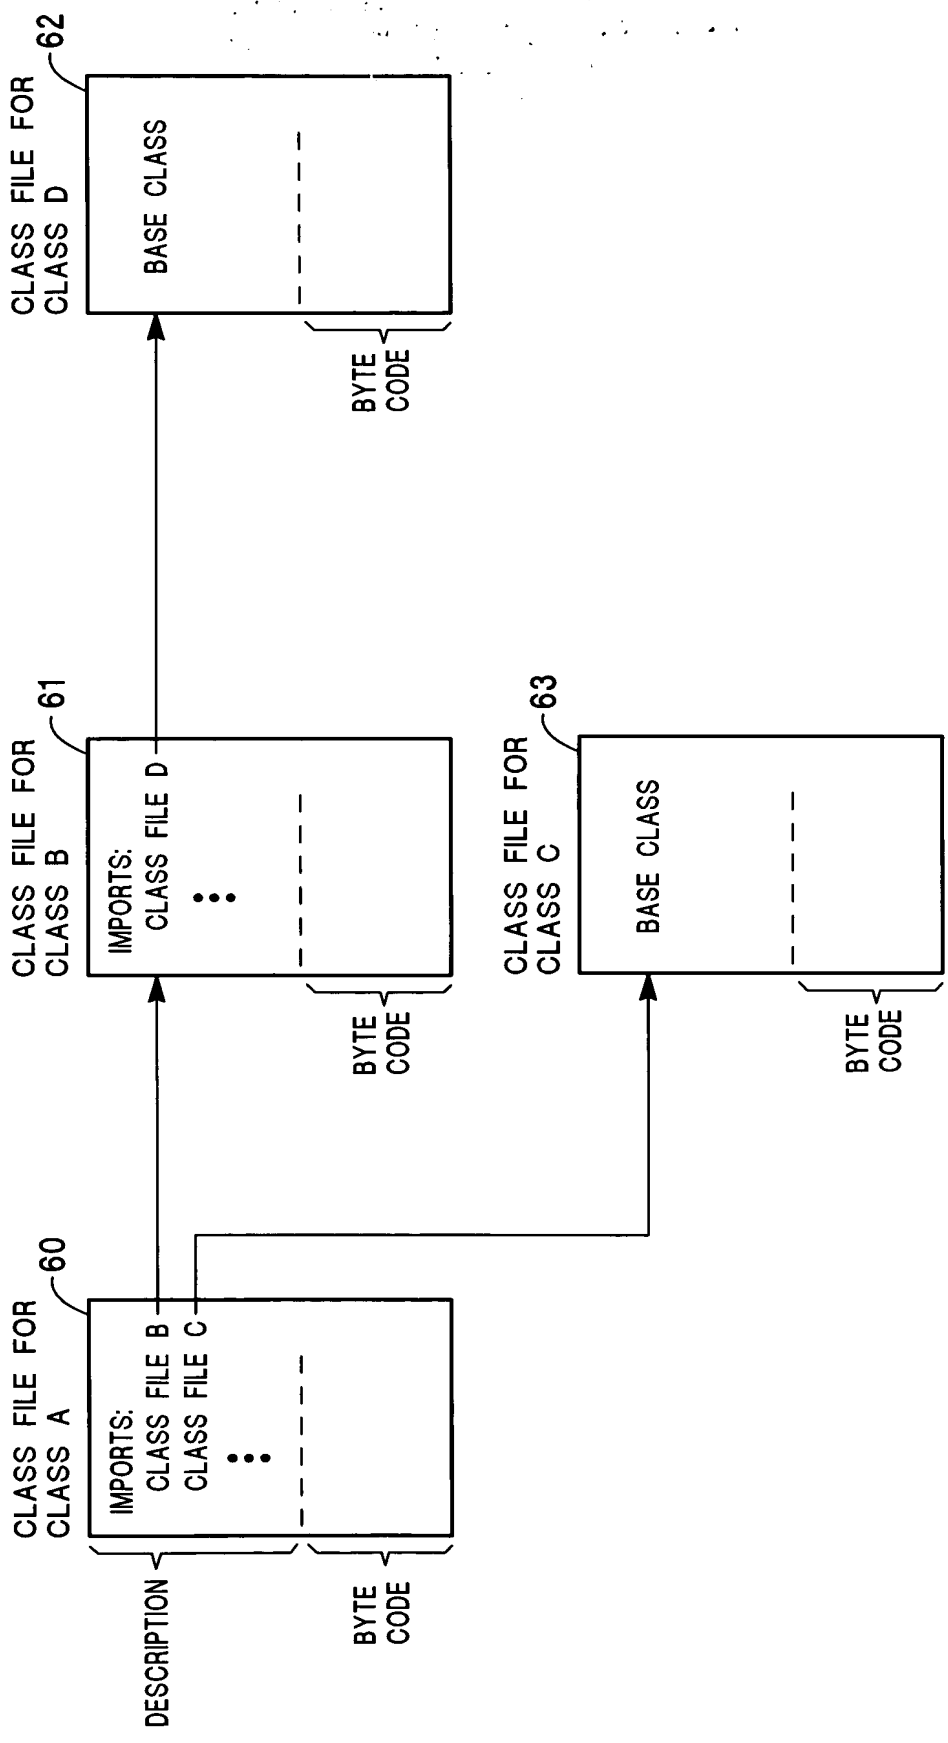 CLASS FILE FOR
CLASS A
60
IMPORTS:
CLASS FILE B
CLASS FILE C
DESCRIPTION
BYTE
CODE
CLASS FILE FOR
CLASS B
61
IMPORTS:
CLASS FILE D
BYTE
CODE
CLASS FILE FOR
CLASS D
62
BASE CLASS
BYTE
CODE
CLASS FILE FOR
CLASS C
63
BASE CLASS
BYTE
CODE